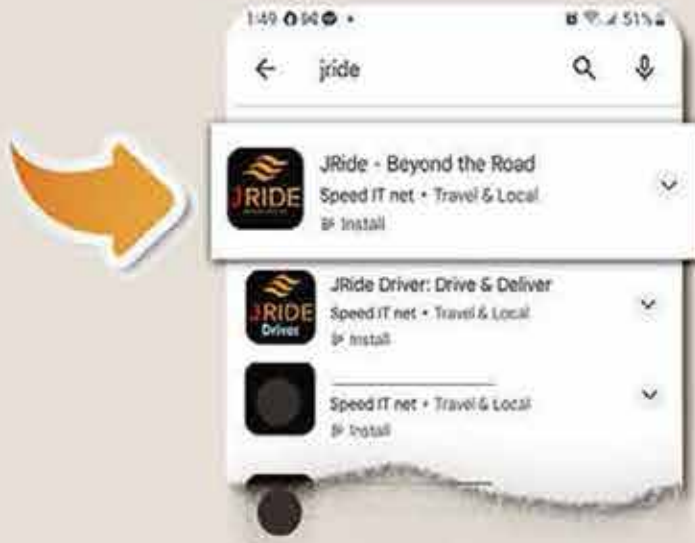 1:49
51%
jride
JRIDE
JRide - Beyond the Road
Speed IT net • Travel & Local
Install
JRIDE
Driver
JRide Driver: Drive & Deliver
Speed IT net • Travel & Local
Install
Speed IT net • Travel & Local
Install